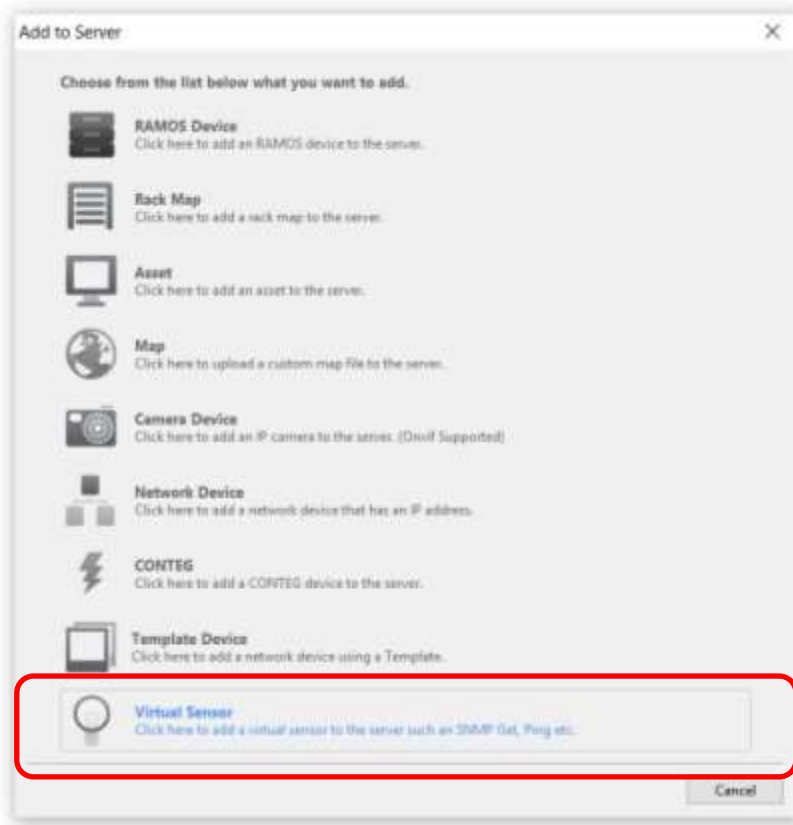 Add to Server
Choose from the list below what you want to add.
RAMOS Device
Click here to add an RAMOS device to the server.
Rack Map
Click here to add a rack map to the server.
Asset
Click here to add an asset to the server.
Map
Click here to upload a custom map file to the server.
Camera Device
Click here to add an IP camera to the server. (Onvif Supported)
Network Device
Click here to add a network device that has an IP address.
CONTEG
Click here to add a CONTEG device to the server.
Template Device
Click here to add a network device using a Template.
Virtual Sensor
Click here to add a virtual sensor to the server such an SNMP Get, Ping etc.
Cancel